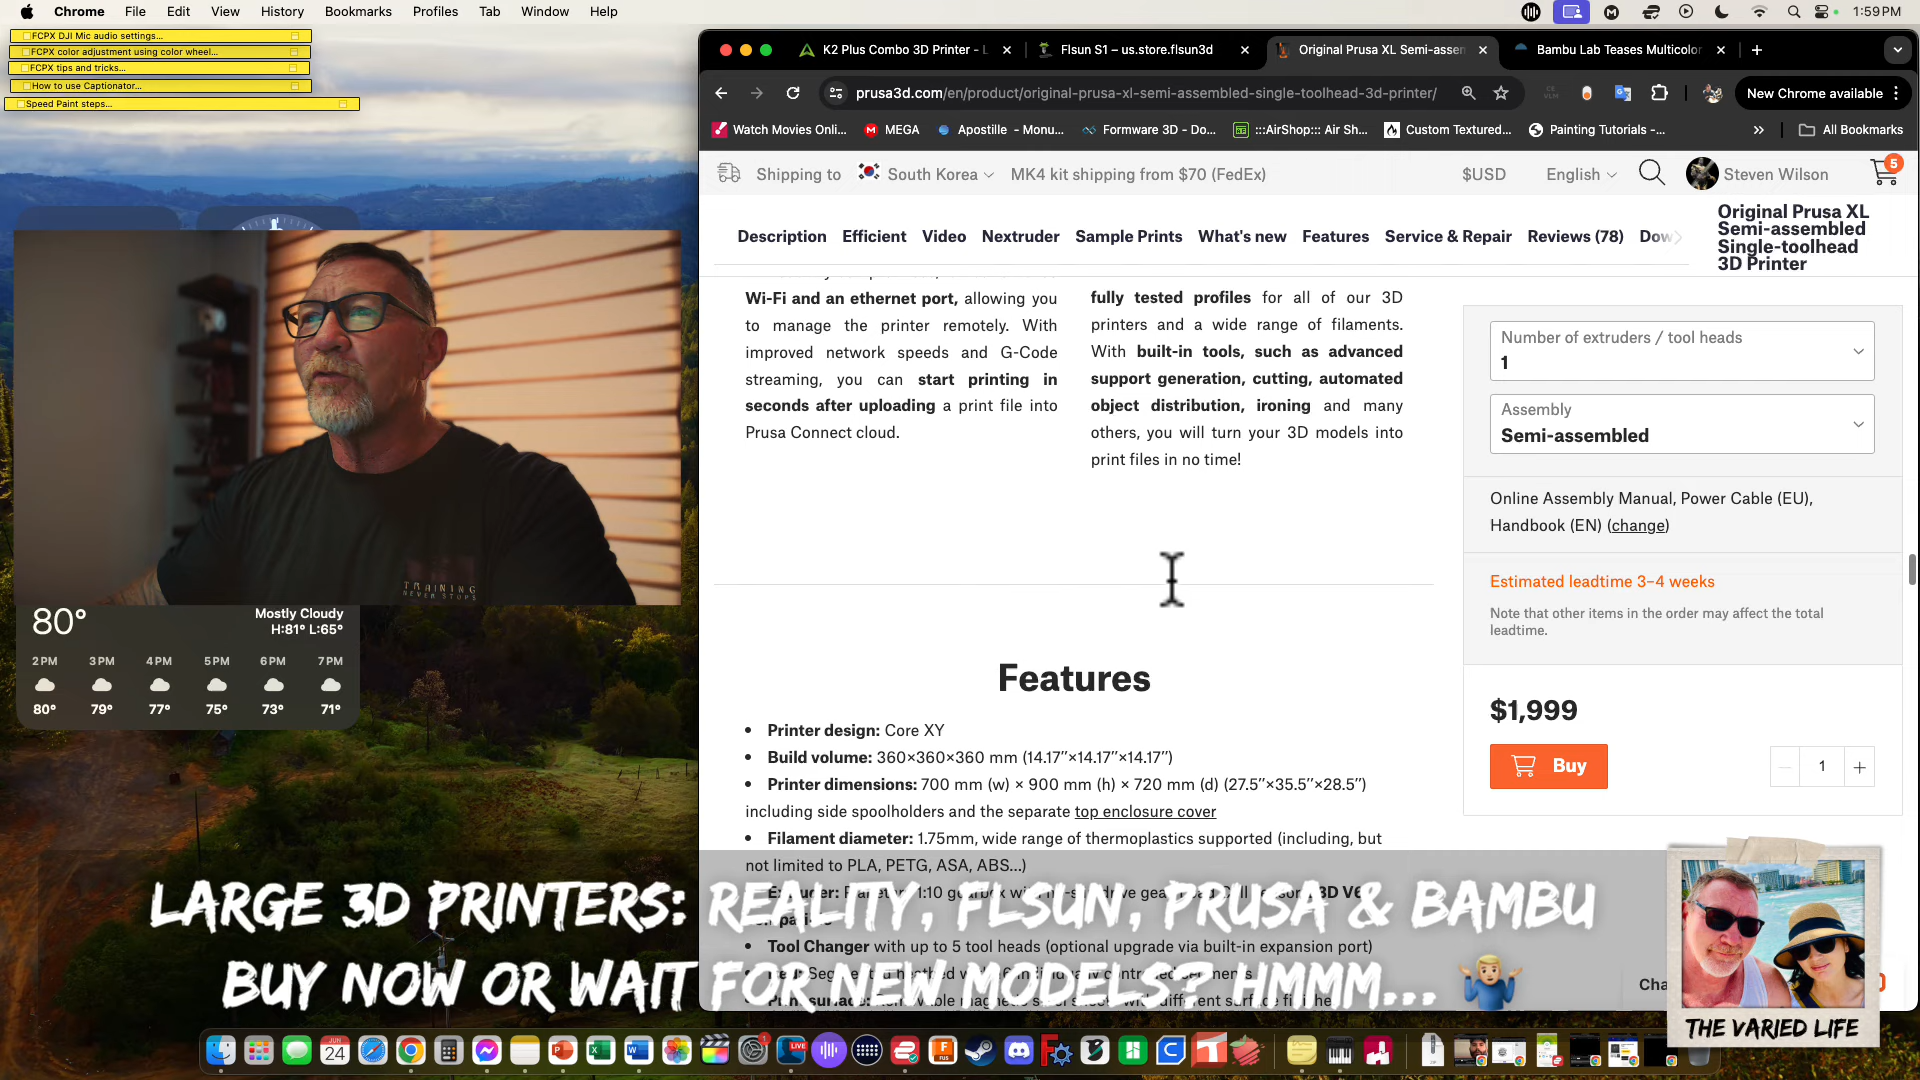 Chrome File Edit View History Bookmarks Profiles Tab Window Help 1:59 PM
FCPX DJI Mic audio settings...
FCPX color adjustment using color wheel...
FCPX tips and tricks...
How to use Captionator...
Speed Paint steps...
K2 Plus Combo 3D Printer - L
Flsun S1 – us.store.flsun3d
Original Prusa XL Semi-assem
Bambu Lab Teases Multicolor
prusa3d.com/en/product/original-prusa-xl-semi-assembled-single-toolhead-3d-printer/
New Chrome available
Watch Movies Onli... MEGA Apostille - Monu... Formware 3D - Do... :::AirShop::: Air Sh... Custom Textured... Painting Tutorials -... All Bookmarks
Shipping to South Korea MK4 kit shipping from $70 (FedEx) $USD English Steven Wilson 5
Description Efficient Video Nextruder Sample Prints What's new Features Service & Repair Reviews (78) Dow
Original Prusa XL
Semi-assembled
Single-toolhead
3D Printer
Wi-Fi and an ethernet port, allowing you
to manage the printer remotely. With
improved network speeds and G-Code
streaming, you can start printing in
seconds after uploading a print file into
Prusa Connect cloud.
fully tested profiles for all of our 3D
printers and a wide range of filaments.
With built-in tools, such as advanced
support generation, cutting, automated
object distribution, ironing and many
others, you will turn your 3D models into
print files in no time!
Number of extruders / tool heads
1
Assembly
Semi-assembled
Online Assembly Manual, Power Cable (EU),
Handbook (EN) (change)
Estimated leadtime 3–4 weeks
Note that other items in the order may affect the total
leadtime.
$1,999
Buy
1
Features
Printer design: Core XY
Build volume: 360×360×360 mm (14.17″×14.17″×14.17″)
Printer dimensions: 700 mm (w) × 900 mm (h) × 720 mm (d) (27.5″×35.5″×28.5″)
including side spoolholders and the separate top enclosure cover
Filament diameter: 1.75mm, wide range of thermoplastics supported (including, but
not limited to PLA, PETG, ASA, ABS...)
Tool Changer with up to 5 tool heads (optional upgrade via built-in expansion port)
TRAINING
NEVER STOPS
80°
Mostly Cloudy
H:81° L:65°
2 PM 3 PM 4 PM 5 PM 6 PM 7 PM
80° 79° 77° 75° 73° 71°
LARGE 3D PRINTERS: REALITY, FLSUN, PRUSA & BAMBU
BUY NOW OR WAIT FOR NEW MODELS? HMMM...
THE VARIED LIFE
JUN
24